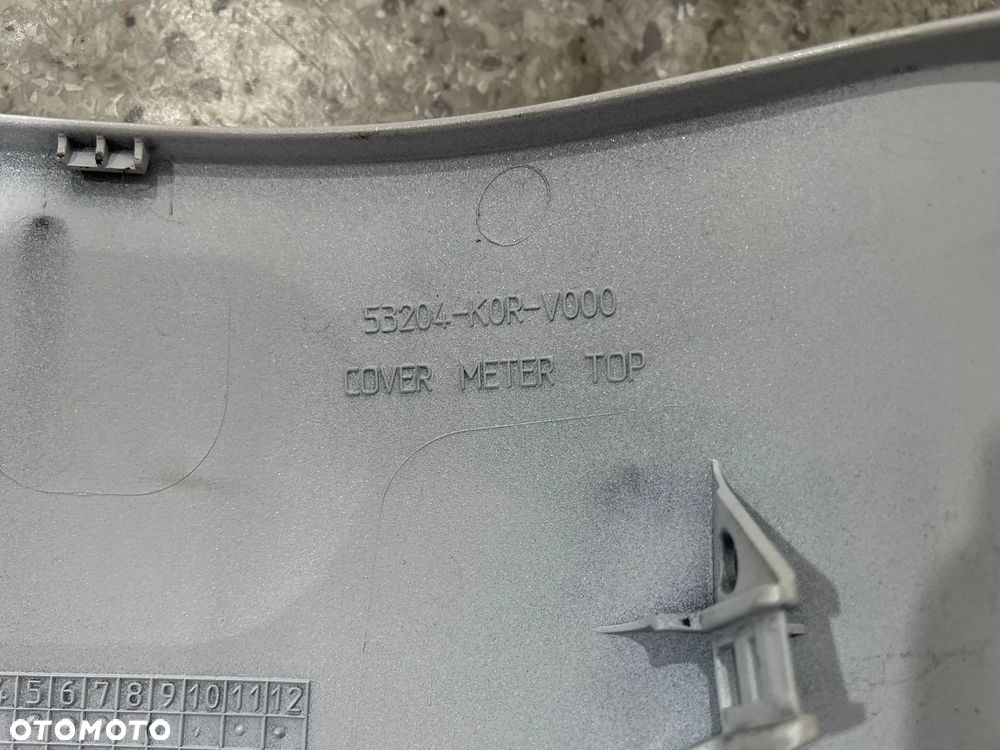 53204-K0R-V000
COVER METER TOP
4 5 6 7 8 9 10 11 12
OTOMOTO